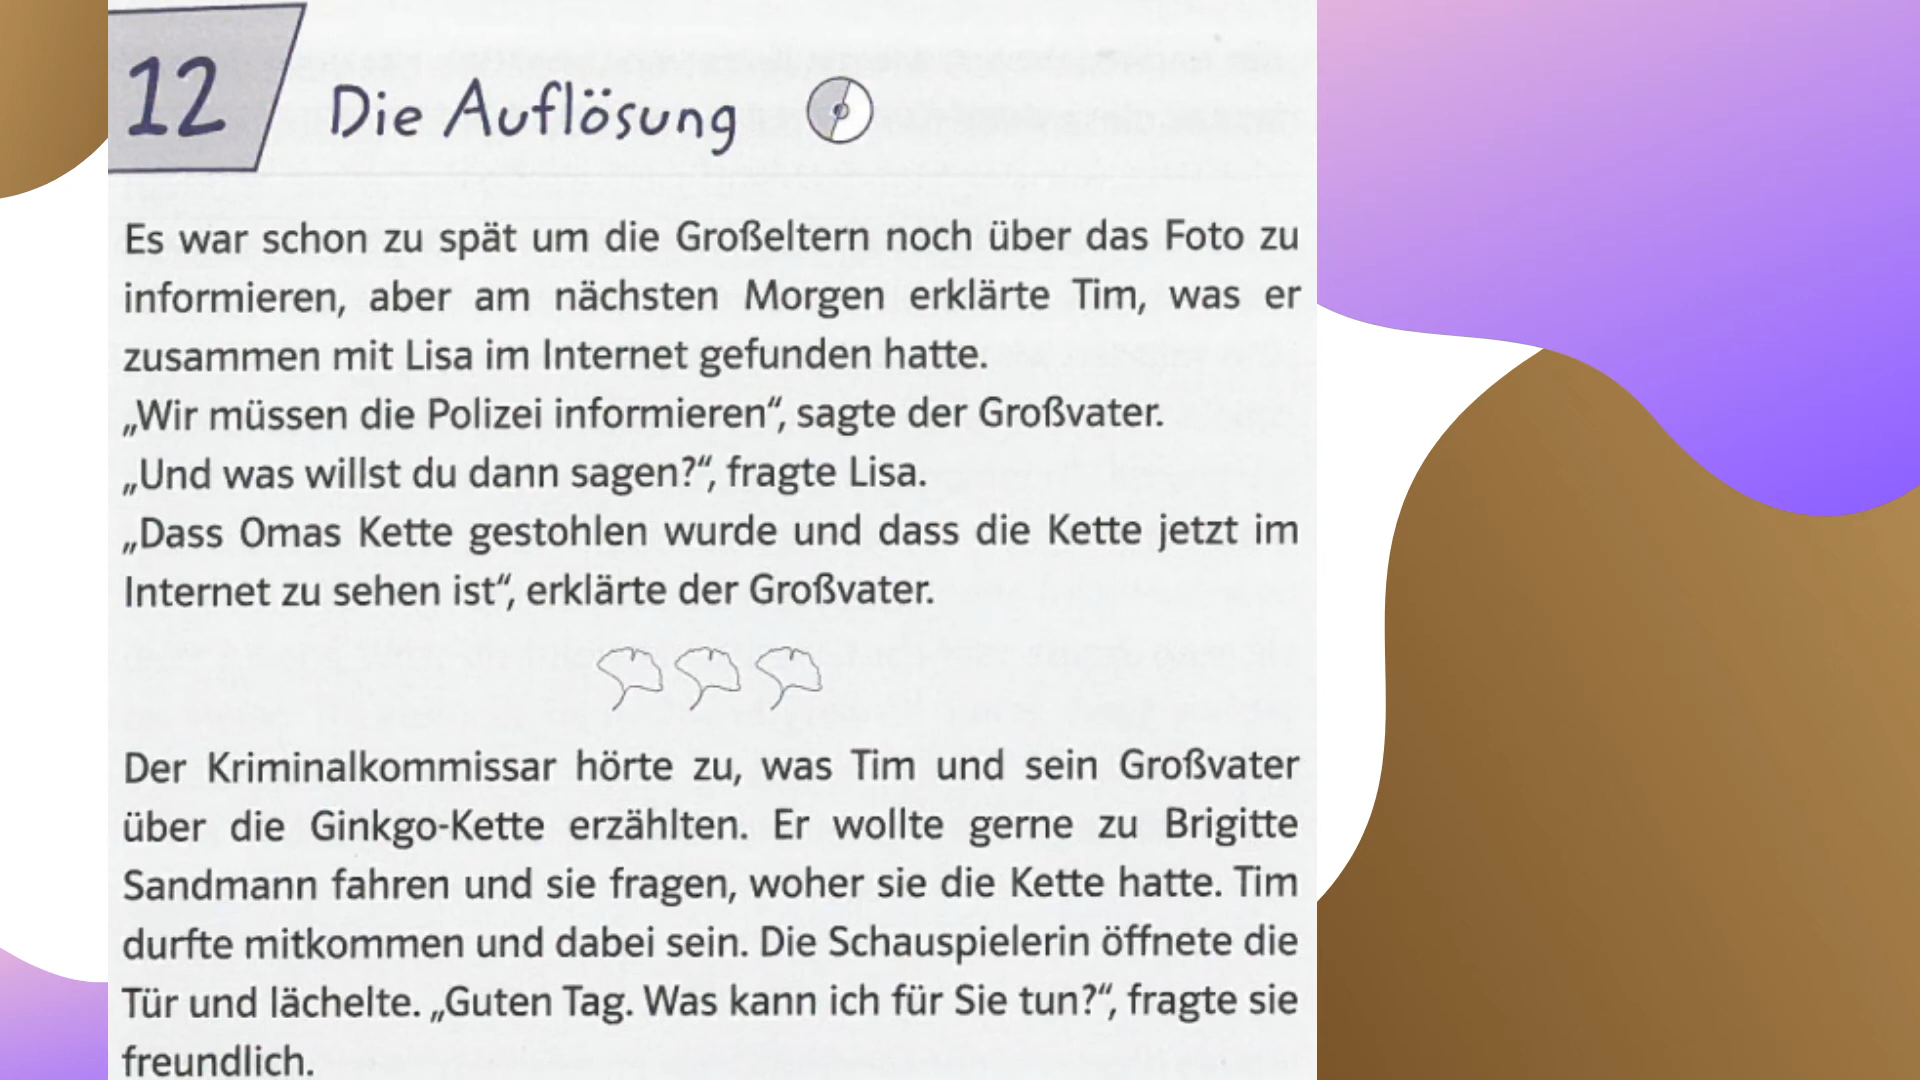 12 Die Auflösung
Es war schon zu spät um die Großeltern noch über das Foto zu
informieren, aber am nächsten Morgen erklärte Tim, was er
zusammen mit Lisa im Internet gefunden hatte.
„Wir müssen die Polizei informieren“, sagte der Großvater.
„Und was willst du dann sagen?“, fragte Lisa.
„Dass Omas Kette gestohlen wurde und dass die Kette jetzt im
Internet zu sehen ist“, erklärte der Großvater.
Der Kriminalkommissar hörte zu, was Tim und sein Großvater
über die Ginkgo-Kette erzählten. Er wollte gerne zu Brigitte
Sandmann fahren und sie fragen, woher sie die Kette hatte. Tim
durfte mitkommen und dabei sein. Die Schauspielerin öffnete die
Tür und lächelte. „Guten Tag. Was kann ich für Sie tun?“, fragte sie
freundlich.